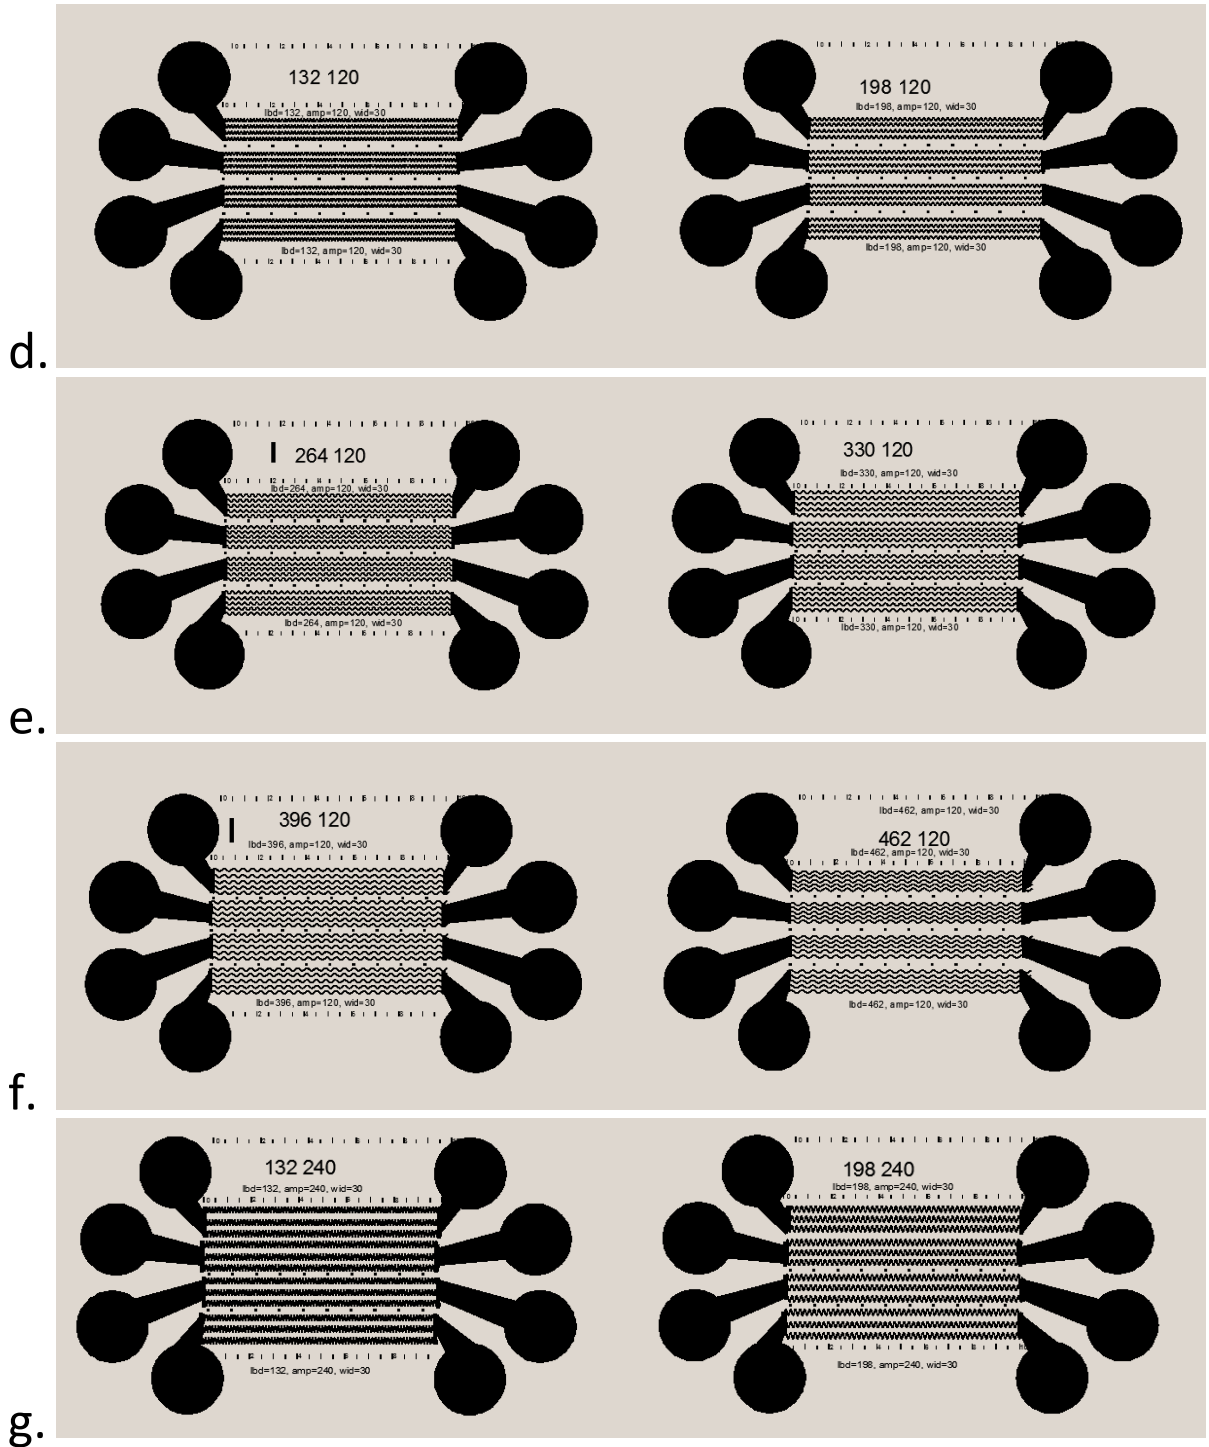 132 120
lbd=132, amp=120, wid=30
lbd=132, amp=120, wid=30
198 120
lbd=198, amp=120, wid=30
lbd=198, amp=120, wid=30
d.
264 120
lbd=264, amp=120, wid=30
lbd=264, amp=120, wid=30
330 120
lbd=330, amp=120, wid=30
lbd=330, amp=120, wid=30
e.
396 120
lbd=396, amp=120, wid=30
lbd=396, amp=120, wid=30
lbd=462, amp=120, wid=30
462 120
lbd=462, amp=120, wid=30
lbd=462, amp=120, wid=30
f.
132 240
lbd=132, amp=240, wid=30
lbd=132, amp=240, wid=30
198 240
lbd=198, amp=240, wid=30
lbd=198, amp=240, wid=30
g.